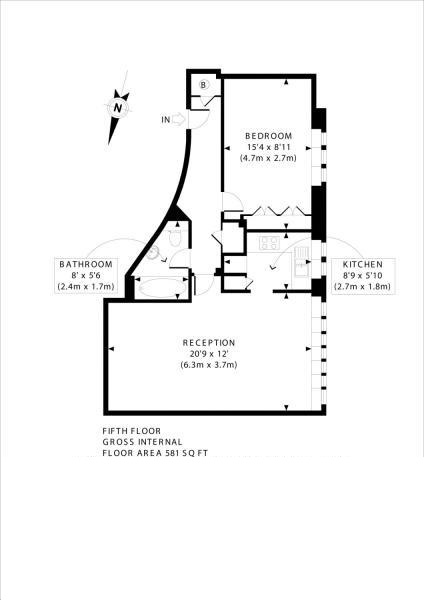 B
N
IN
BEDROOM
15'4 x 8'11
(4.7m x 2.7m)
BATHROOM
8' x 5'6
(2.4m x 1.7m)
KITCHEN
8'9 x 5'10
(2.7m x 1.8m)
RECEPTION
20'9 x 12'
(6.3m x 3.7m)
FIFTH FLOOR
GROSS INTERNAL
FLOOR AREA 581 SQ FT